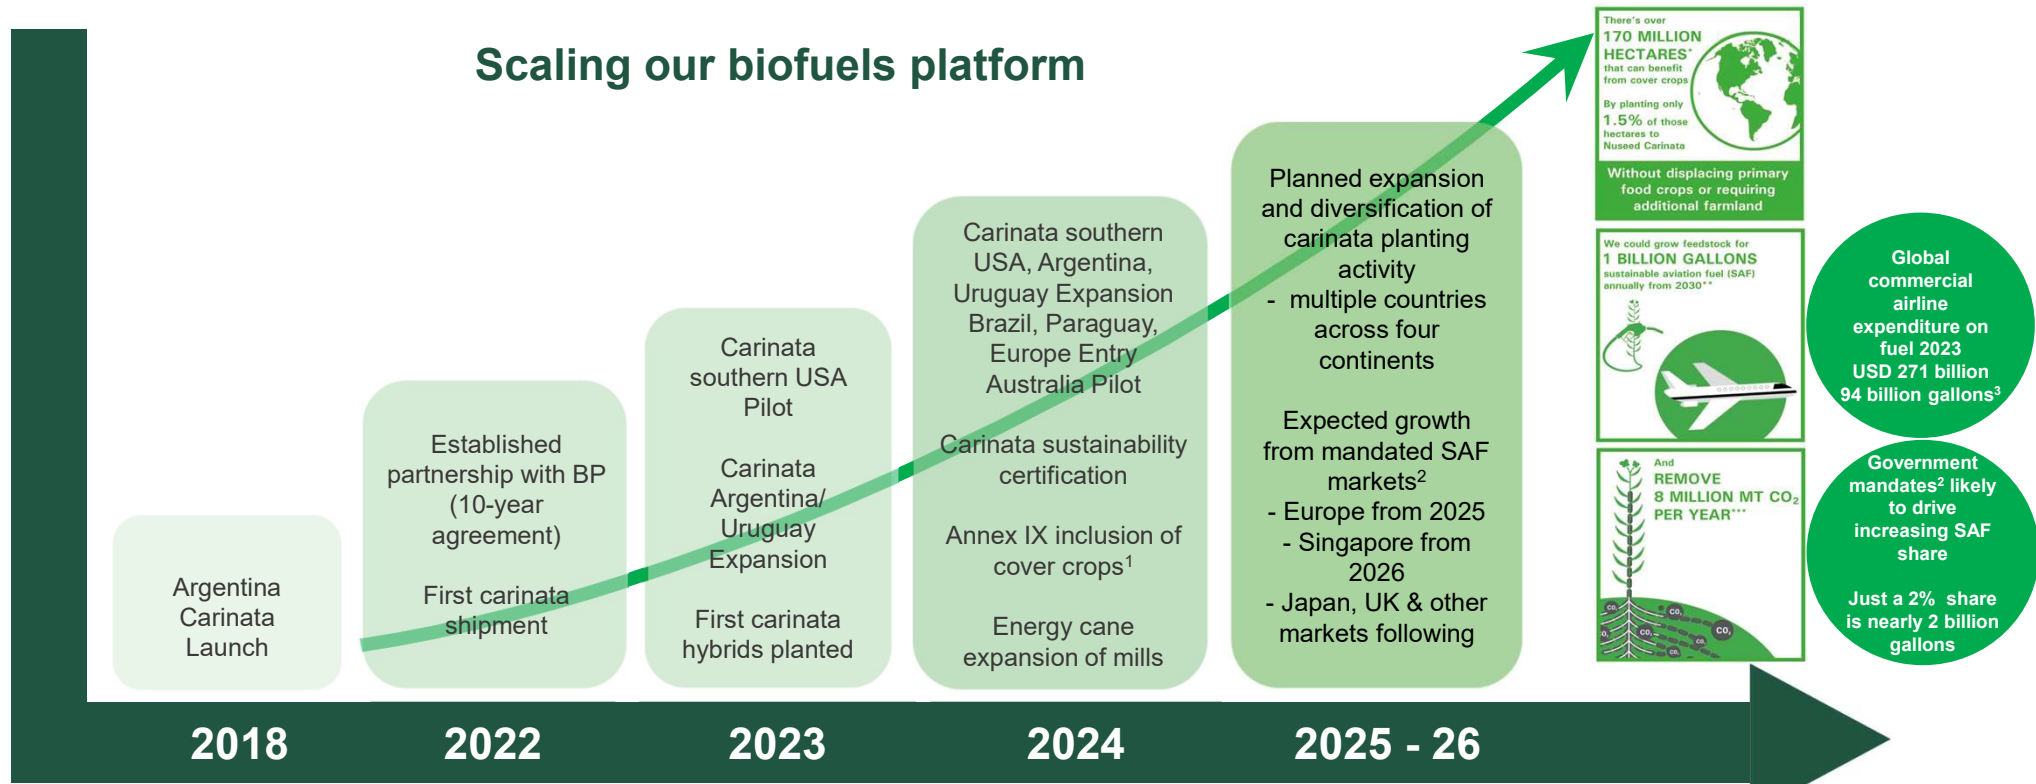 Scaling our biofuels platform
Argentina
Carinata
Launch
Established
partnership with BP
(10-year
agreement)
First carinata
shipment
Carinata
southern USA
Pilot
Carinata
Argentina/
Uruguay
Expansion
First carinata
hybrids planted
Carinata southern
USA, Argentina,
Uruguay Expansion
Brazil, Paraguay,
Europe Entry
Australia Pilot
Carinata sustainability
certification
Annex IX inclusion of
cover crops¹
Energy cane
expansion of mills
Planned expansion
and diversification of
carinata planting
activity
- multiple countries
across four
continents
Expected growth
from mandated SAF
markets²
- Europe from 2025
- Singapore from
2026
- Japan, UK & other
markets following
There's over
170 MILLION
HECTARES*
that can benefit
from cover crops
By planting only
1.5% of those
hectares to
Nuseed Carinata
Without displacing primary
food crops or requiring
additional farmland
We could grow feedstock for
1 BILLION GALLONS
sustainable aviation fuel (SAF)
annually from 2030**
And
REMOVE
8 MILLION MT CO₂
PER YEAR***
CO₂
CO₂
CO₂
CO₂
CO₂
CO₂
Global
commercial
airline
expenditure on
fuel 2023
USD 271 billion
94 billion gallons³
Government
mandates² likely
to drive
increasing SAF
share
Just a 2% share
is nearly 2 billion
gallons
2018
2022
2023
2024
2025 - 26